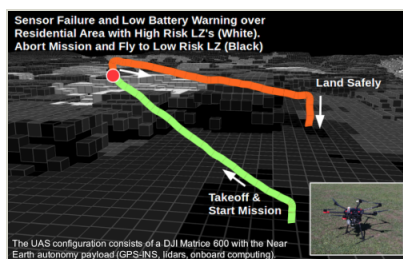 Sensor Failure and Low Battery Warning over
Residential Area with High Risk LZ's (White).
Abort Mission and Fly to Low Risk LZ (Black)
Land Safely
Takeoff &
Start Mission
The UAS configuration consists of a DJI Matrice 600 with the Near
Earth autonomy payload (GPS-INS, lidars, onboard computing).